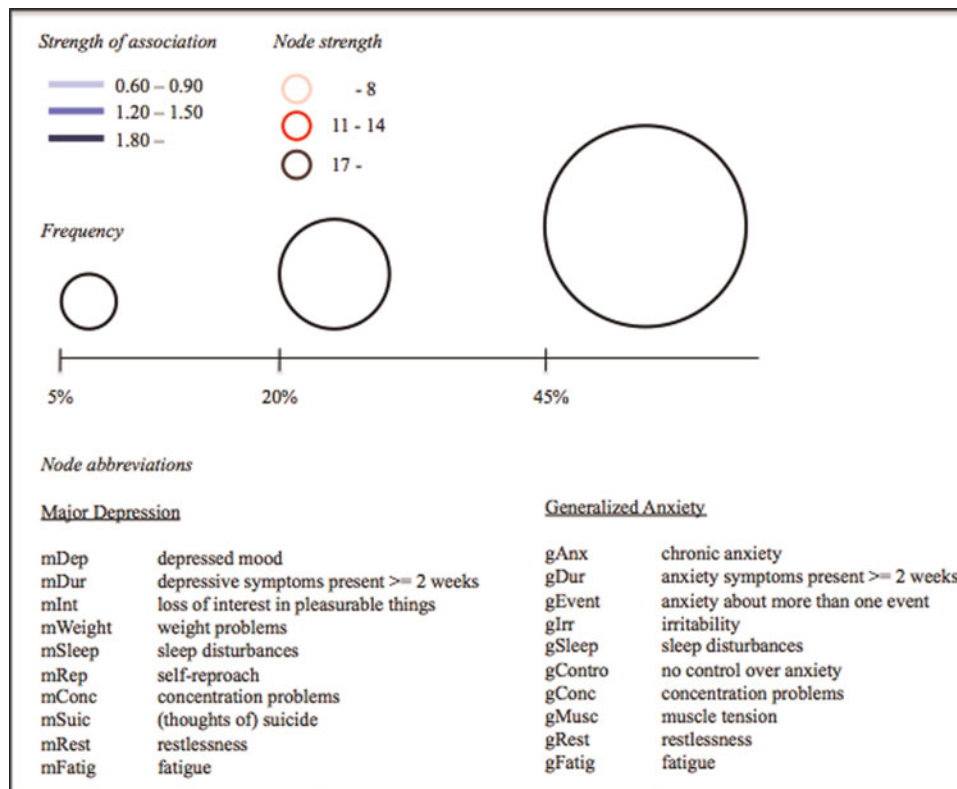 Strength of association
0.60 – 0.90
1.20 – 1.50
1.80 –
Node strength
- 8
11 - 14
17 -
Frequency
5%
20%
45%
Node abbreviations
Major Depression
mDep depressed mood
mDur depressive symptoms present >= 2 weeks
mInt loss of interest in pleasurable things
mWeight weight problems
mSleep sleep disturbances
mRep self-reproach
mConc concentration problems
mSuic (thoughts of) suicide
mRest restlessness
mFatig fatigue
Generalized Anxiety
gAnx chronic anxiety
gDur anxiety symptoms present >= 2 weeks
gEvent anxiety about more than one event
gIrr irritability
gSleep sleep disturbances
gContro no control over anxiety
gConc concentration problems
gMusc muscle tension
gRest restlessness
gFatig fatigue